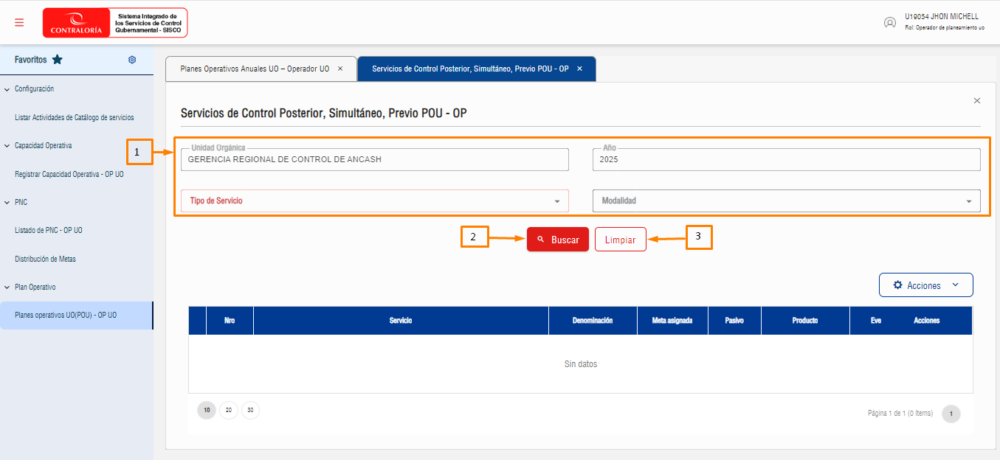 CONTRALORÍA
Sistema Integrado de
los Servicios de Control
Gubernamental - SISCO
U19054 JHON MICHELL
Rol: Operador de planeamiento uo
Favoritos
Configuración
Listar Actividades de Catálogo de servicios
Capacidad Operativa
Registrar Capacidad Operativa - OP UO
PNC
Listado de PNC - OP UO
Distribución de Metas
Plan Operativo
Planes operativos UO(POU) - OP UO
Planes Operativos Anuales UO – Operador UO ×
Servicios de Control Posterior, Simultáneo, Previo POU - OP ×
Servicios de Control Posterior, Simultáneo, Previo POU - OP
1
Unidad Orgánica
GERENCIA REGIONAL DE CONTROL DE ANCASH
Año
2025
Tipo de Servicio
Modalidad
2
Buscar
Limpiar
3
Acciones
Nro Servicio Denominación Meta asignada Pasivo Producto Eve Acciones
Sin datos
10 20 30
Página 1 de 1 (0 ítems) 1